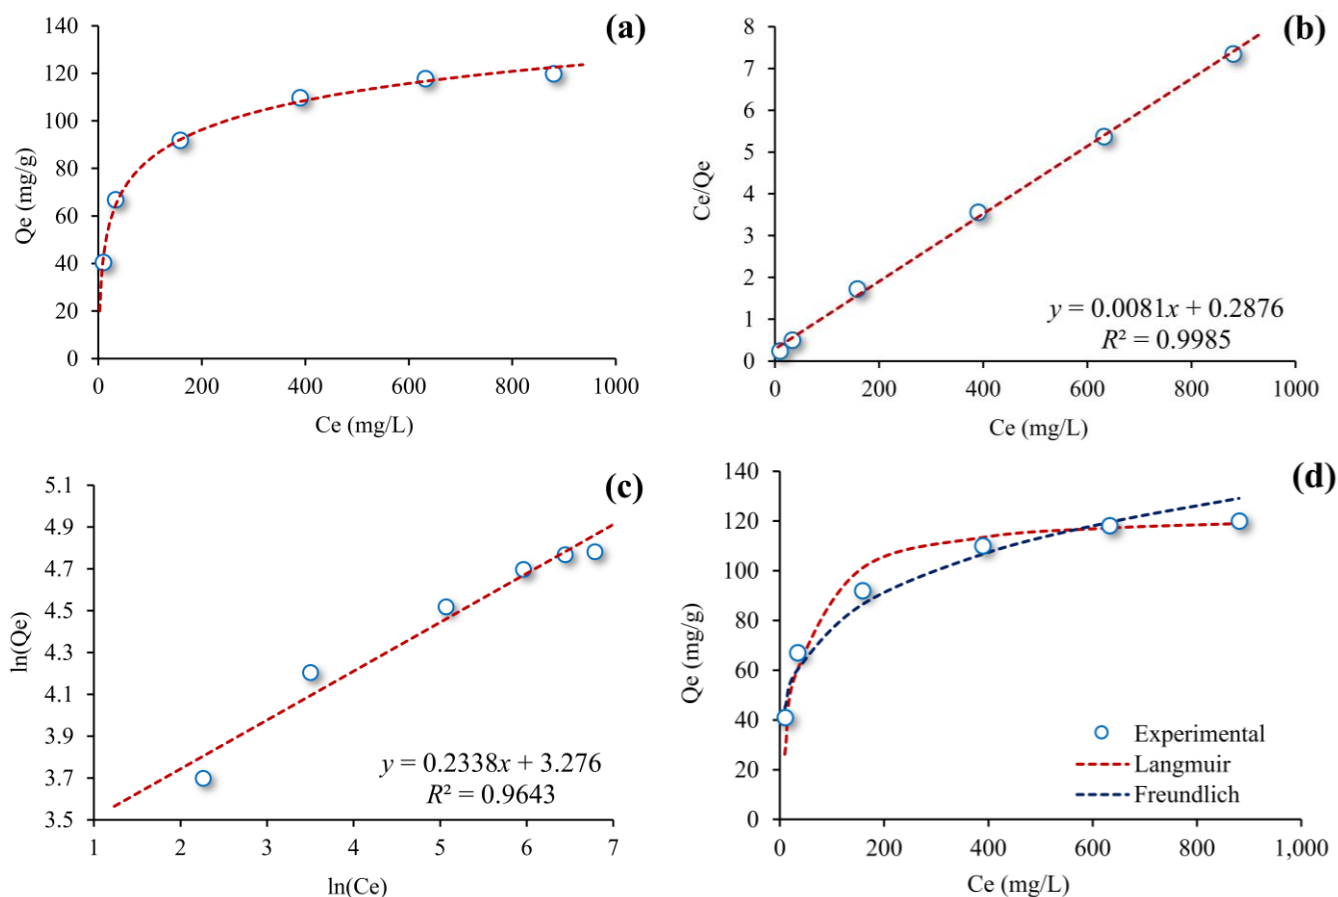 (a)
140
120
100
80
60
40
20
0
Qe (mg/g)
0 200 400 600 800 1000
Ce (mg/L)
(b)
8
7
6
5
4
3
2
1
0
Ce/Qe
y = 0.0081x + 0.2876
R² = 0.9985
0 200 400 600 800 1000
Ce (mg/L)
(c)
5.1
4.9
4.7
4.5
4.3
4.1
3.9
3.7
3.5
ln(Qe)
y = 0.2338x + 3.276
R² = 0.9643
1 2 3 4 5 6 7
ln(Ce)
(d)
140
120
100
80
60
40
20
0
Qe (mg/g)
Experimental
Langmuir
Freundlich
0 200 400 600 800 1,000
Ce (mg/L)